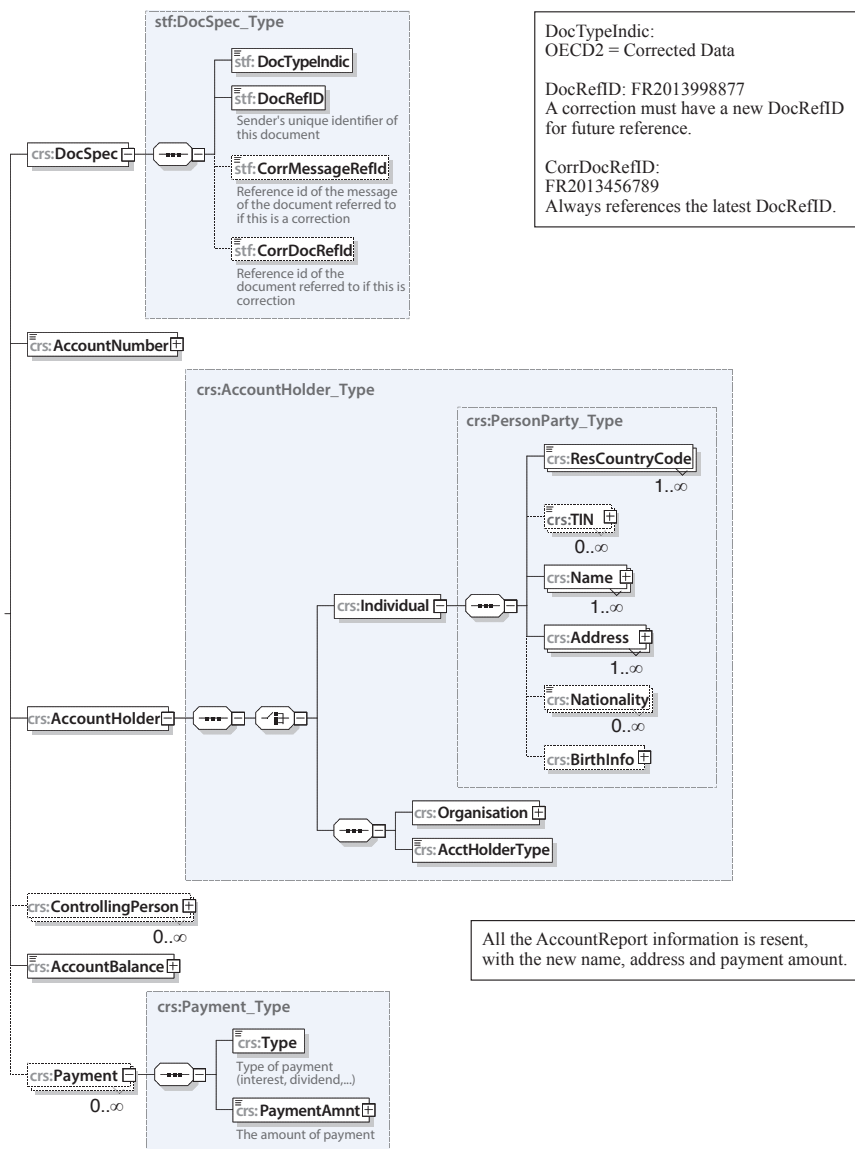 stf:DocSpec_Type
stf:DocTypeIndic
stf:DocRefID
Sender's unique identifier of
this document
crs:DocSpec
stf:CorrMessageRefId
Reference id of the message
of the document referred to
if this is a correction
stf:CorrDocRefId
Reference id of the
document referred to if this is
correction
DocTypeIndic:
OECD2 = Corrected Data
DocRefID: FR2013998877
A correction must have a new DocRefID
for future reference.
CorrDocRefID:
FR2013456789
Always references the latest DocRefID.
crs:AccountNumber
crs:AccountHolder_Type
crs:PersonParty_Type
crs:ResCountryCode
1..∞
crs:TIN
0..∞
crs:Name
1..∞
crs:Individual
crs:Address
1..∞
crs:Nationality
0..∞
crs:BirthInfo
crs:AccountHolder
crs:Organisation
crs:AcctHolderType
crs:ControllingPerson
0..∞
crs:AccountBalance
All the AccountReport information is resent,
with the new name, address and payment amount.
crs:Payment_Type
crs:Type
Type of payment
(interest, dividend,...)
crs:Payment
0..∞
crs:PaymentAmnt
The amount of payment